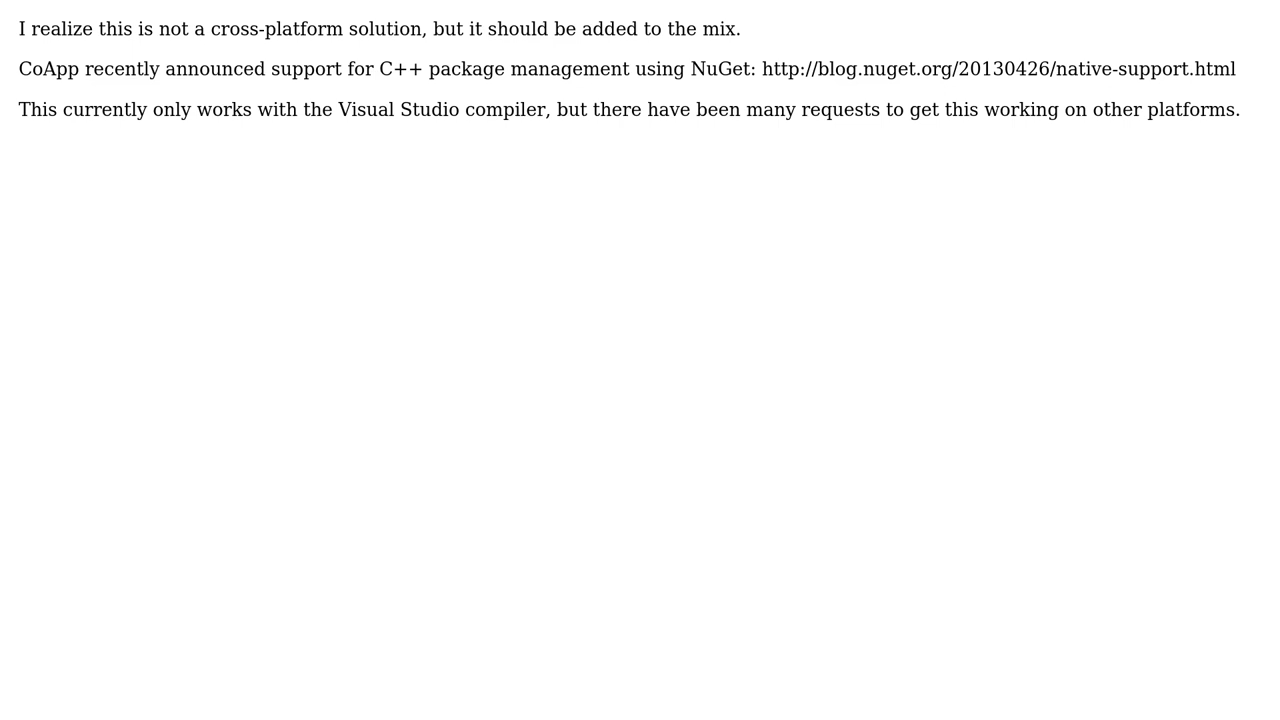 I realize this is not a cross-platform solution, but it should be added to the mix.
CoApp recently announced support for C++ package management using NuGet: http://blog.nuget.org/20130426/native-support.html
This currently only works with the Visual Studio compiler, but there have been many requests to get this working on other platforms.